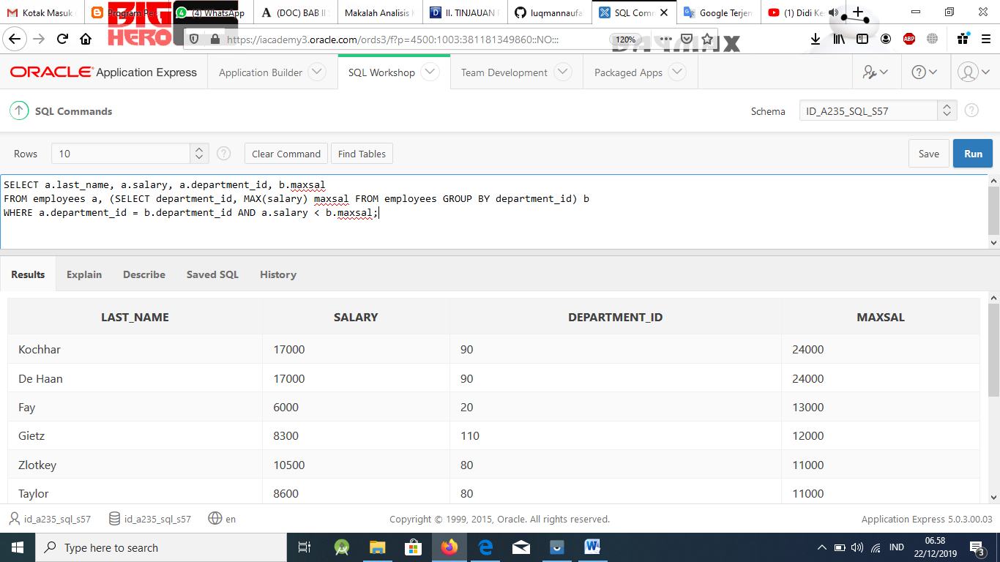 Kotak Masuk
Program Per
(4) WhatsApp
(DOC) BAB II
Makalah Analisis
II. TINJAUAN
luqmannaufa
SQL Comm
Google Terjem
(1) Didi Ke
BIG
HERO
https://iacademy3.oracle.com/ords3/f?p=4500:1003:381181349860::NO:::
120%
ABP
ORACLE Application Express
Application Builder
SQL Workshop
Team Development
Packaged Apps
SQL Commands
Schema
ID_A235_SQL_S57
Rows
10
Clear Command
Find Tables
Save
Run
SELECT a.last_name, a.salary, a.department_id, b.maxsal
FROM employees a, (SELECT department_id, MAX(salary) maxsal FROM employees GROUP BY department_id) b
WHERE a.department_id = b.department_id AND a.salary < b.maxsal;
Results Explain Describe Saved SQL History
LAST_NAME SALARY DEPARTMENT_ID MAXSAL
Kochhar 17000 90 24000
De Haan 17000 90 24000
Fay 6000 20 13000
Gietz 8300 110 12000
Zlotkey 10500 80 11000
Taylor 8600 80 11000
id_a235_sql_s57 id_a235_sql_s57 en Copyright © 1999, 2015, Oracle. All rights reserved. Application Express 5.0.3.00.03
Type here to search
IND
06.58
22/12/2019
3